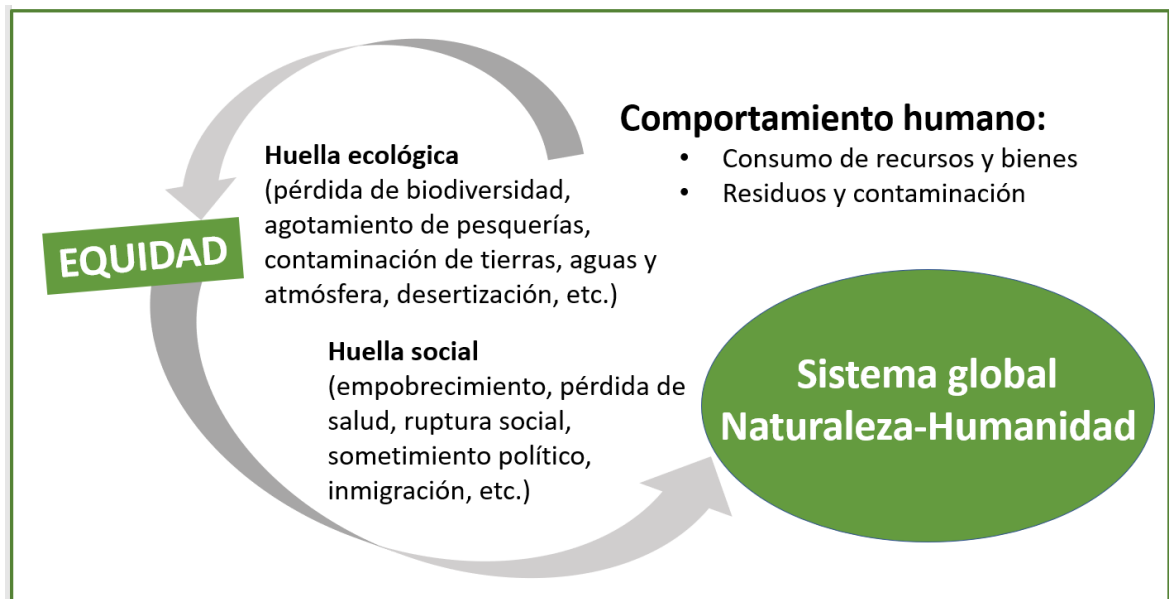 Comportamiento humano:
• Consumo de recursos y bienes
• Residuos y contaminación
Huella ecológica
(pérdida de biodiversidad,
agotamiento de pesquerías,
contaminación de tierras, aguas y
atmósfera, desertización, etc.)
EQUIDAD
Huella social
(empobrecimiento, pérdida de
salud, ruptura social,
sometimiento político,
inmigración, etc.)
Sistema global
Naturaleza-Humanidad